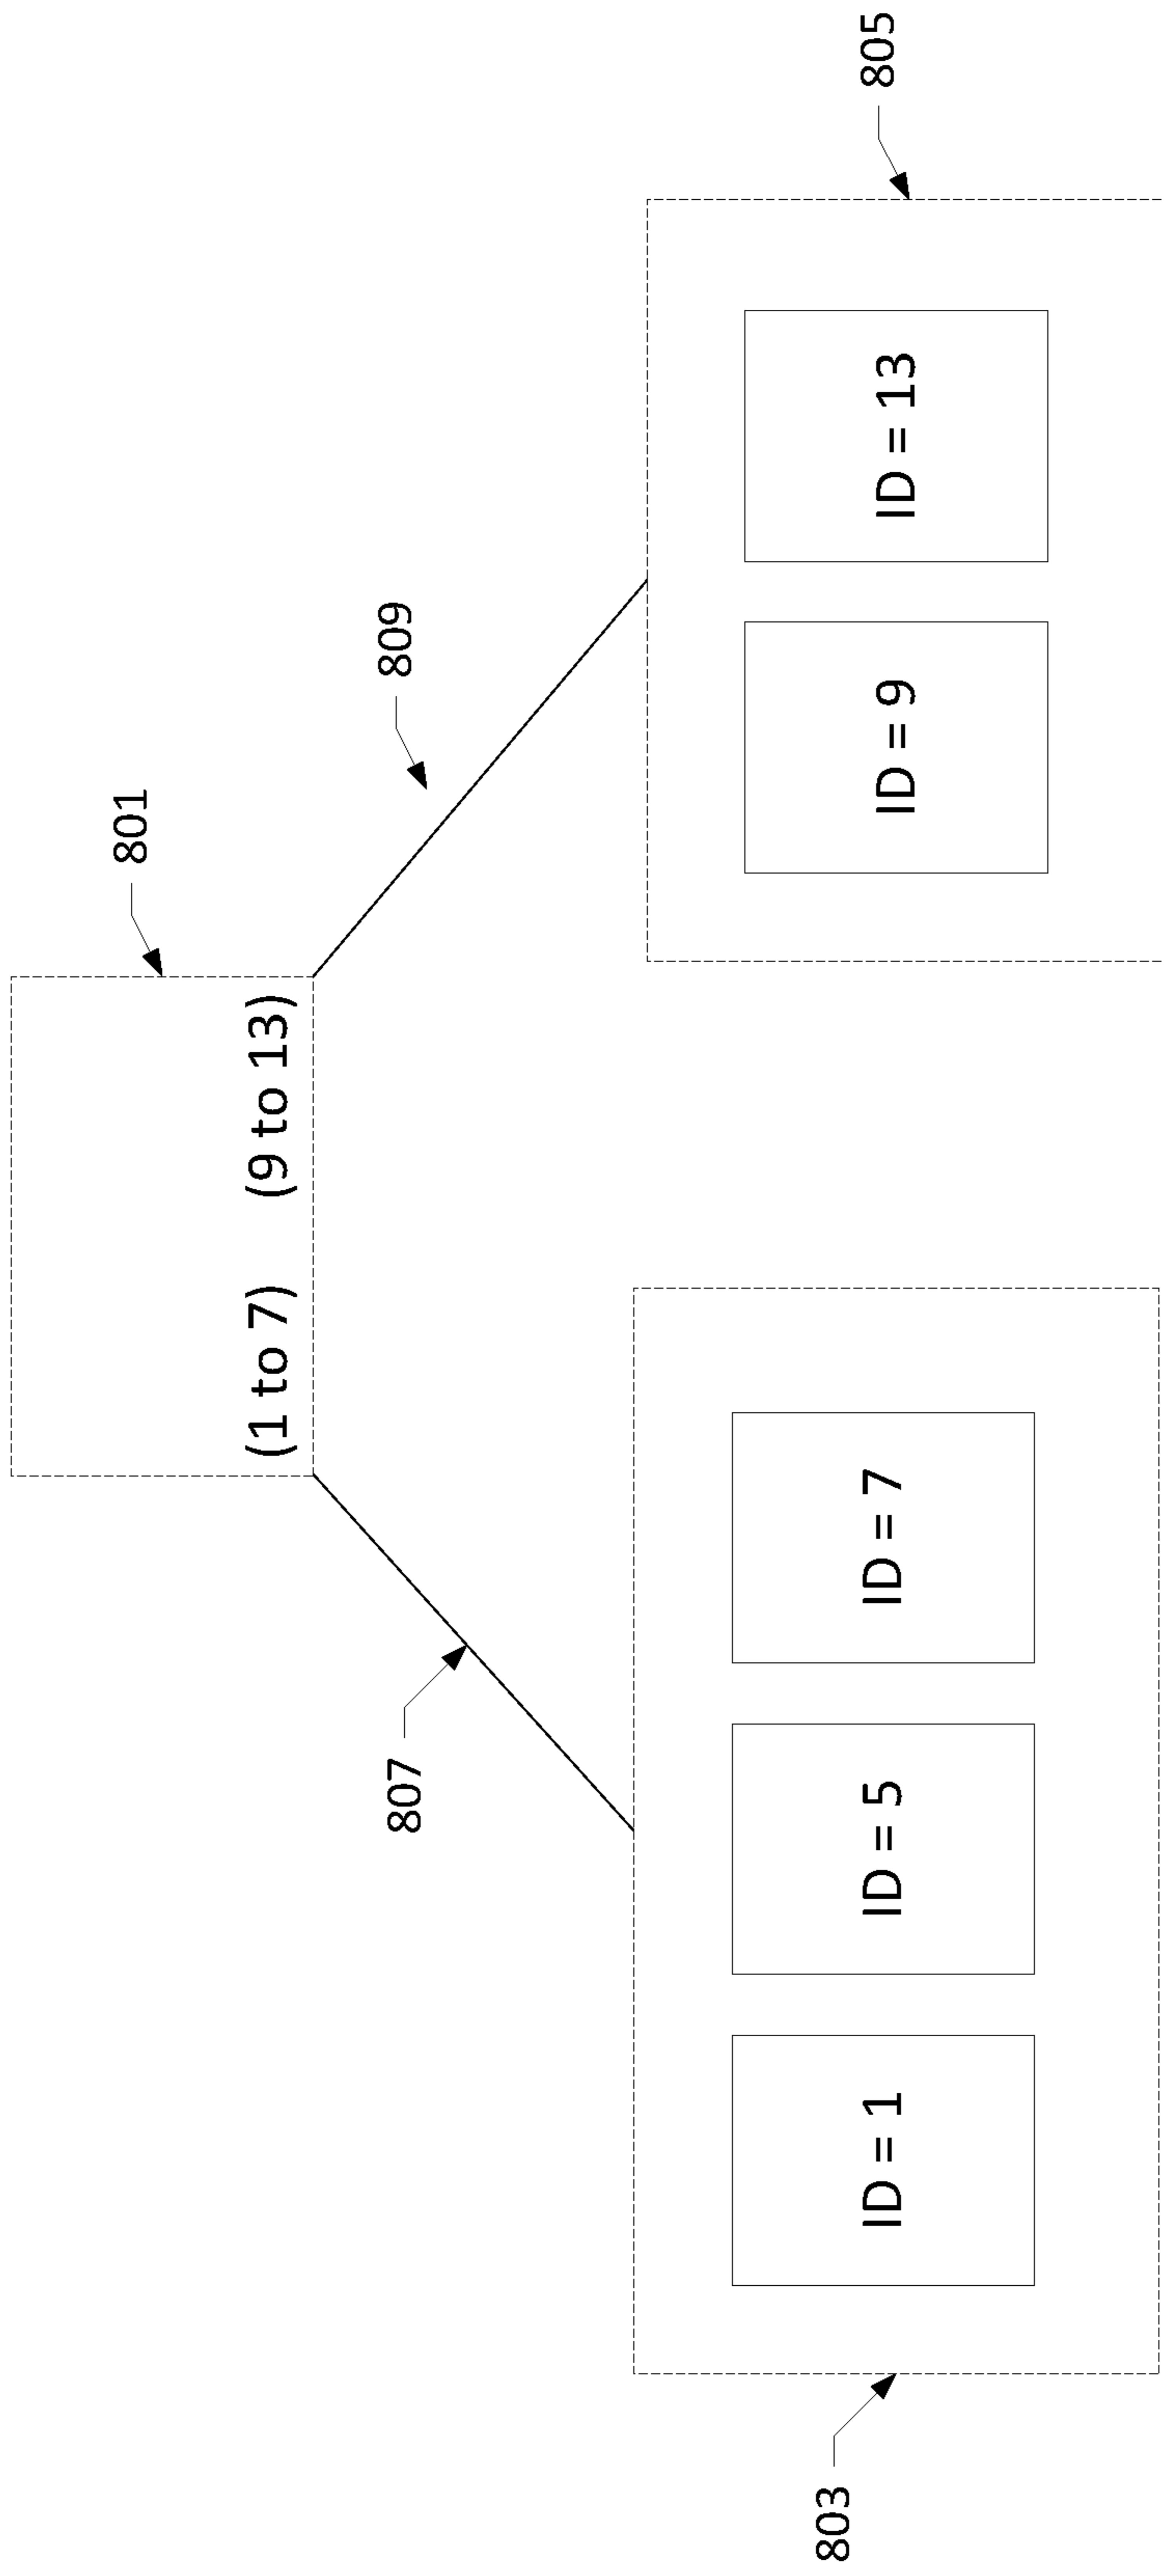 801
(1 to 7) (9 to 13)
807
809
803
ID = 1
ID = 5
ID = 7
805
ID = 9
ID = 13